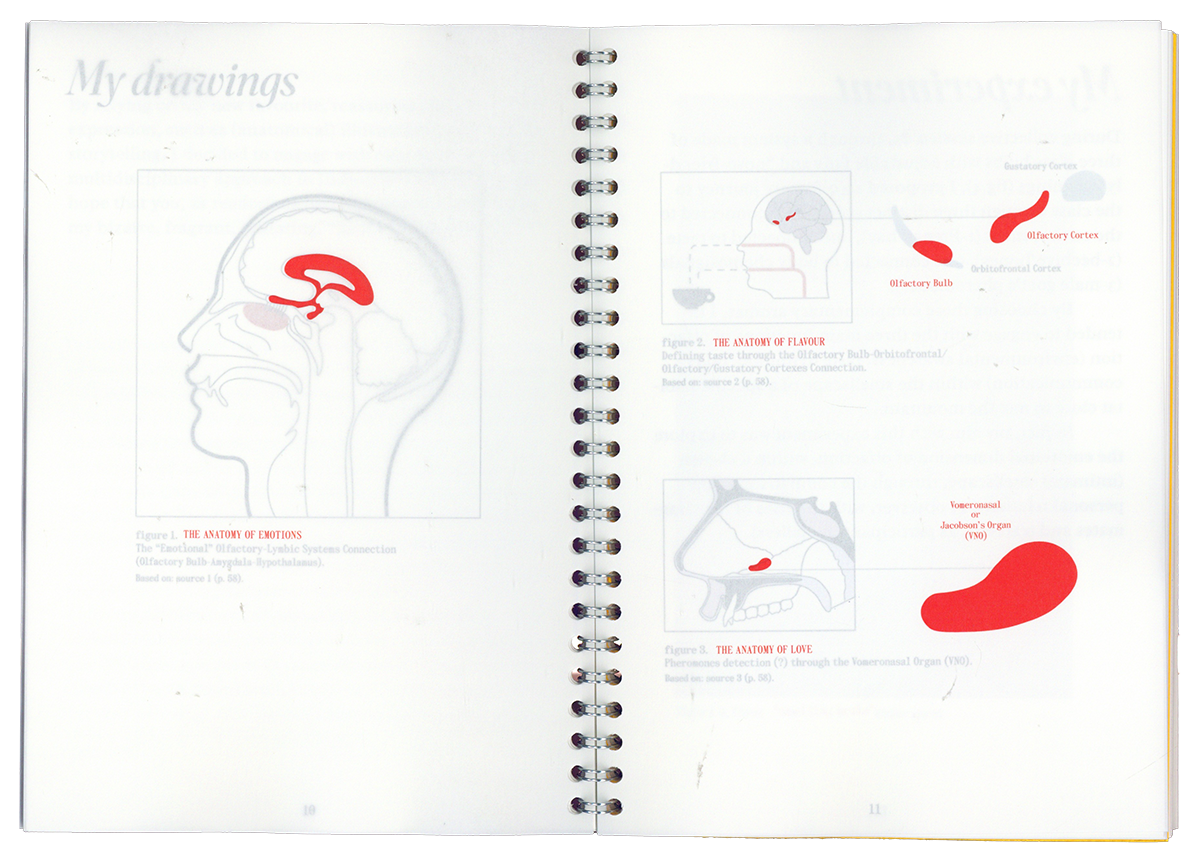 My drawings
figure 1. THE ANATOMY OF EMOTIONS
The "Emotional" Olfactory-Lymbic Systems Connection
(Olfactory Bulb-Amygdala-Hypothalamus).
Based on: source 1 (p. 58).
10
My experiment
Gustatory Cortex
Olfactory Cortex
Orbitofrontal Cortex
Olfactory Bulb
figure 2. THE ANATOMY OF FLAVOUR
Defining taste through the Olfactory Bulb-Orbitofrontal/
Olfactory/Gustatory Cortexes Connection.
Based on: source 2 (p. 58).
Vomeronasal
or
Jacobson's Organ
(VNO)
figure 3. THE ANATOMY OF LOVE
Pheromones detection (?) through the Vomeronasal Organ (VNO).
Based on: source 3 (p. 58).
11